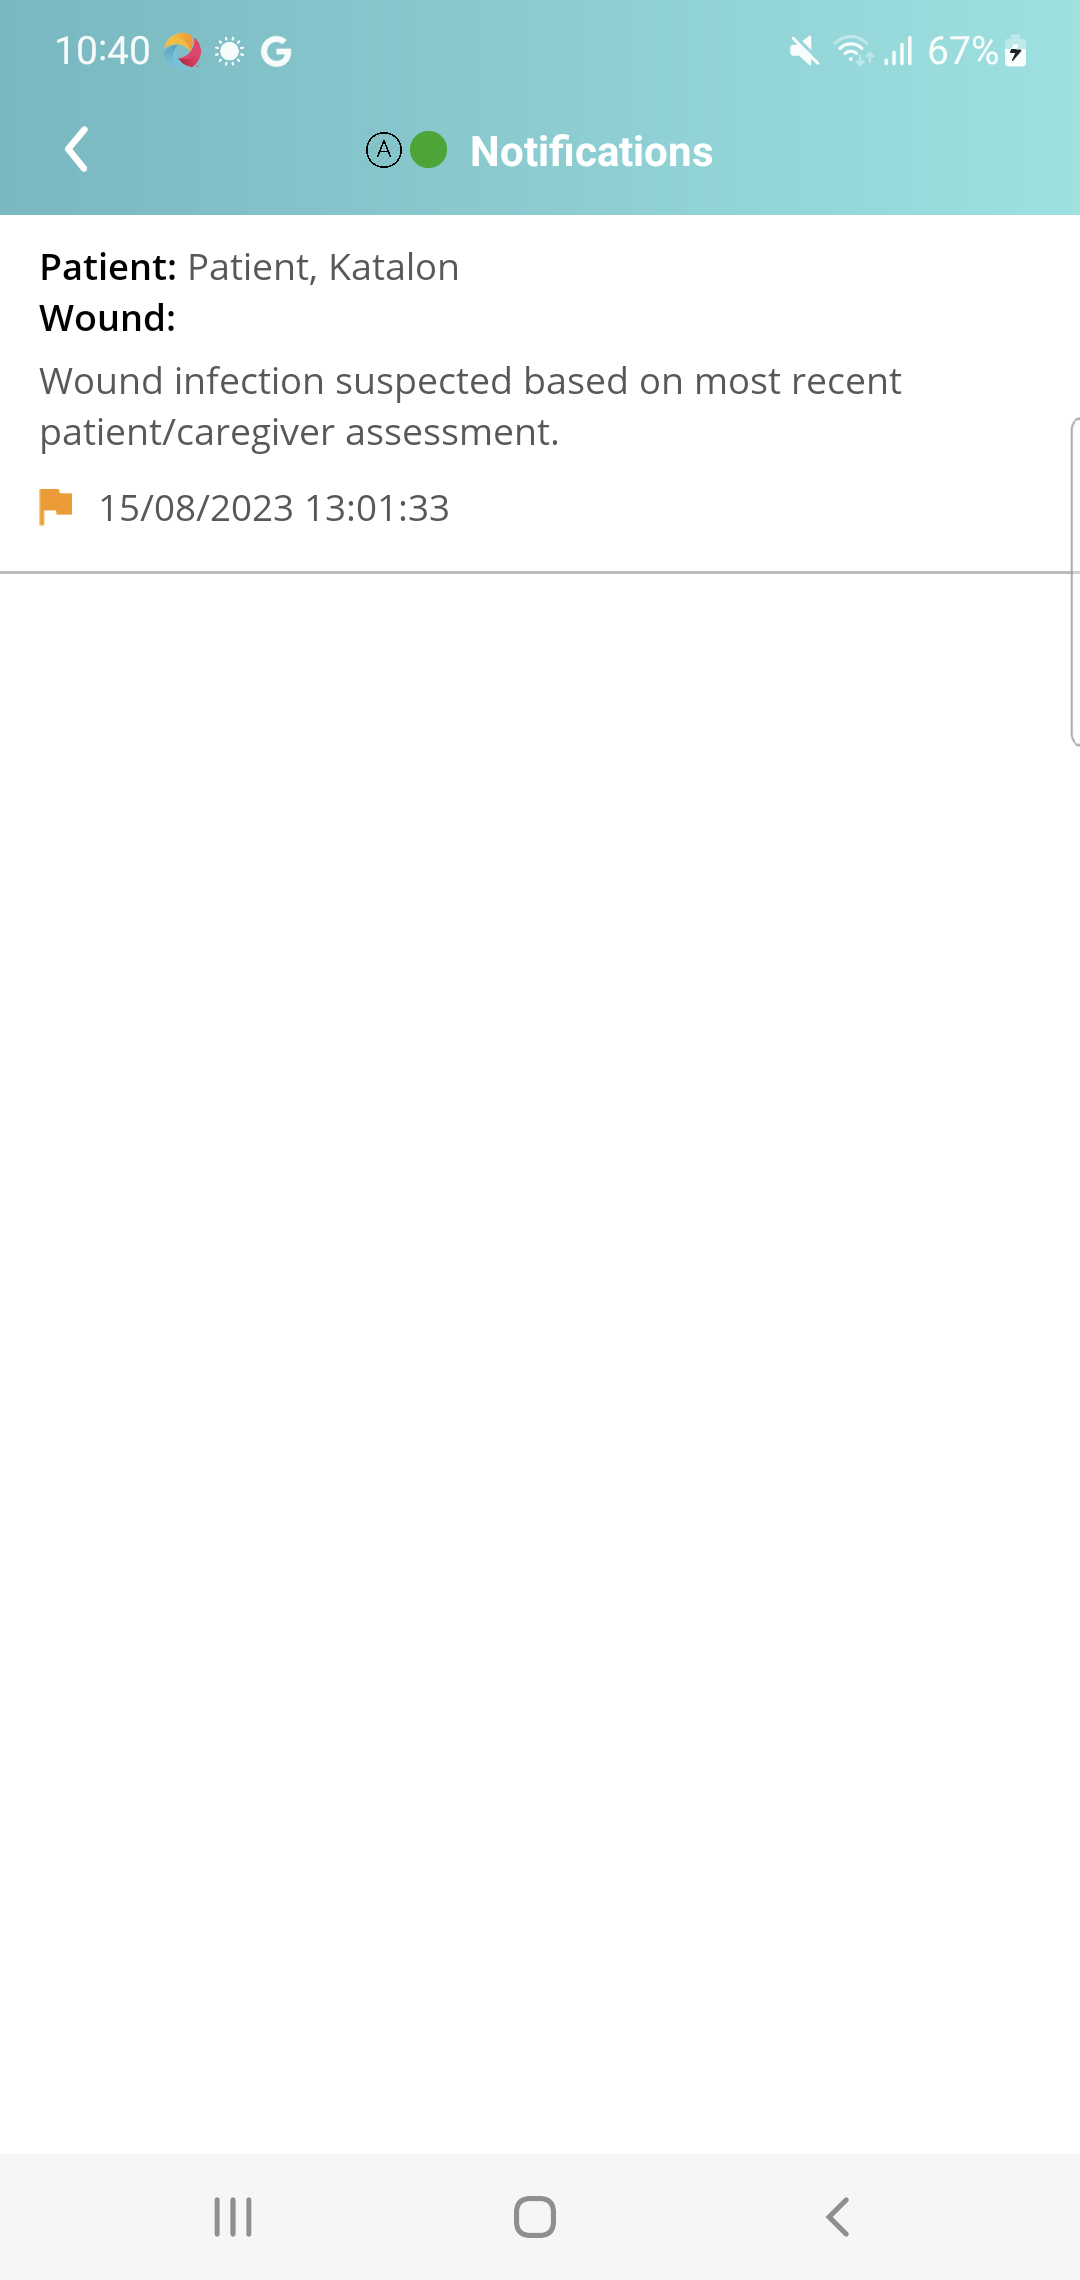 10:40 G 67%
A Notifications
Patient: Patient, Katalon
Wound:
Wound infection suspected based on most recent
patient/caregiver assessment.
15/08/2023 13:01:33